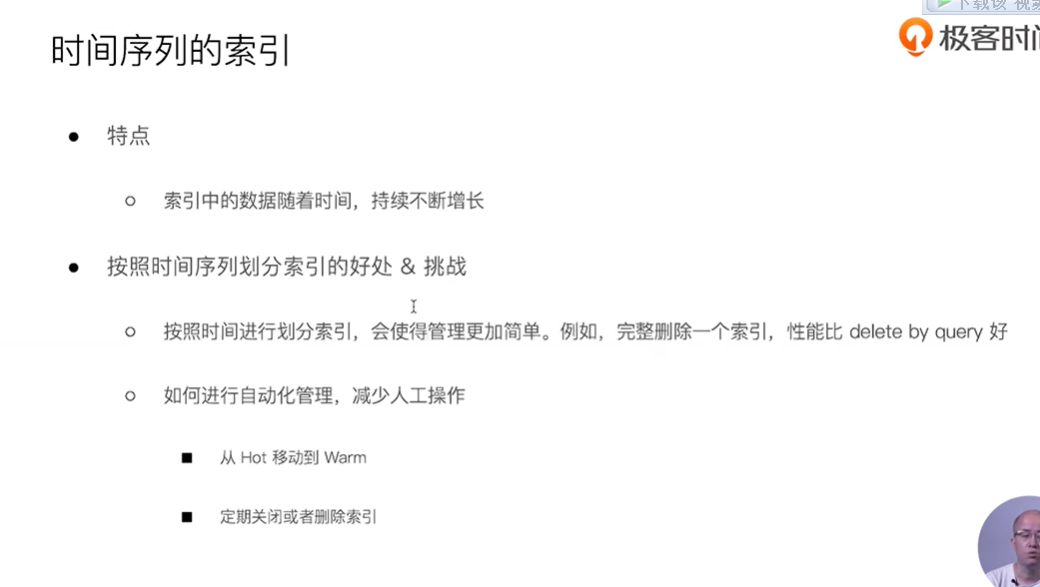 下载该 视频
极客时间
时间序列的索引
特点
索引中的数据随着时间，持续不断增长
按照时间序列划分索引的好处 & 挑战
按照时间进行划分索引，会使得管理更加简单。例如，完整删除一个索引，性能比 delete by query 好
如何进行自动化管理，减少人工操作
从 Hot 移动到 Warm
定期关闭或者删除索引